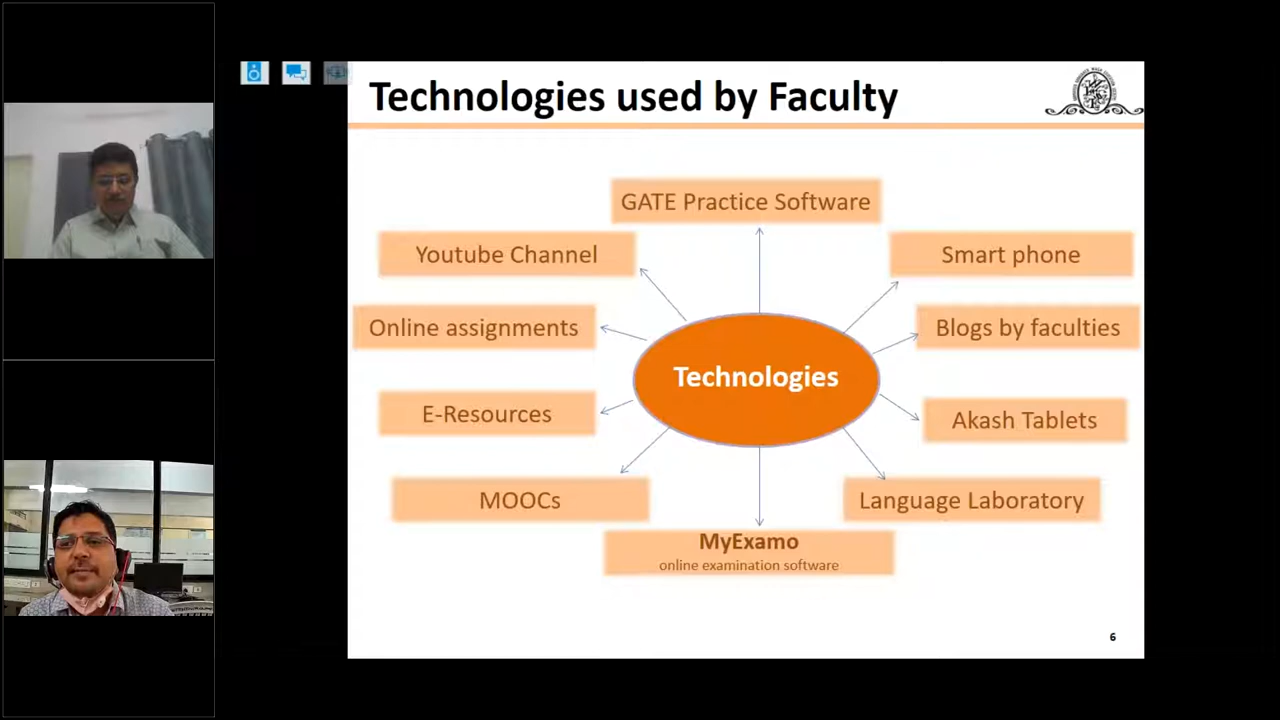 Technologies used by Faculty
GATE Practice Software
Youtube Channel
Smart phone
Online assignments
Blogs by faculties
Technologies
E-Resources
Akash Tablets
MOOCs
Language Laboratory
MyExamo
online examination software
6